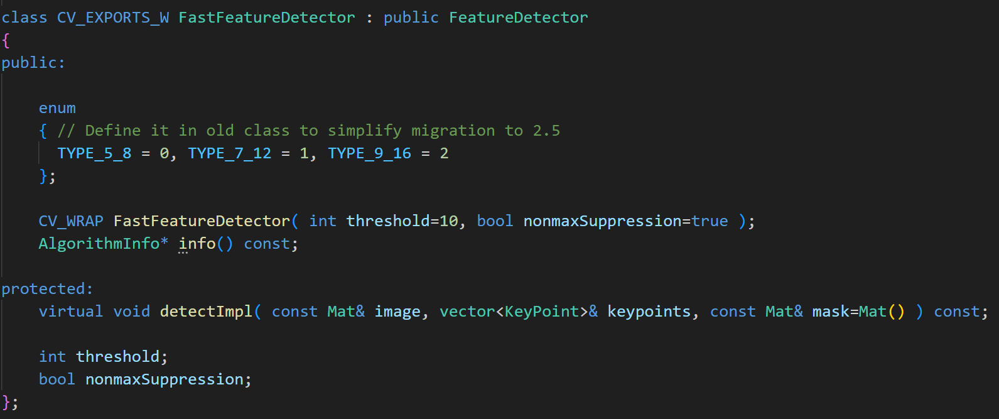 class CV_EXPORTS_W FastFeatureDetector : public FeatureDetector
{
public:
enum
{ // Define it in old class to simplify migration to 2.5
TYPE_5_8 = 0, TYPE_7_12 = 1, TYPE_9_16 = 2
};
CV_WRAP FastFeatureDetector( int threshold=10, bool nonmaxSuppression=true );
AlgorithmInfo* info() const;
protected:
virtual void detectImpl( const Mat& image, vector<KeyPoint>& keypoints, const Mat& mask=Mat() ) const;
int threshold;
bool nonmaxSuppression;
};